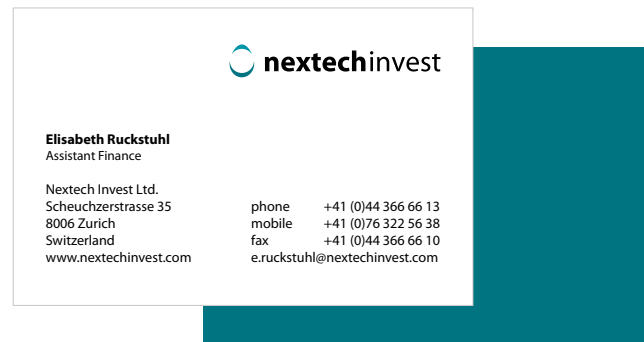 nextechinvest
Elisabeth Ruckstuhl
Assistant Finance
Nextech Invest Ltd.
Scheuchzerstrasse 35
8006 Zurich
Switzerland
www.nextechinvest.com
phone +41 (0)44 366 66 13
mobile +41 (0)76 322 56 38
fax +41 (0)44 366 66 10
e.ruckstuhl@nextechinvest.com